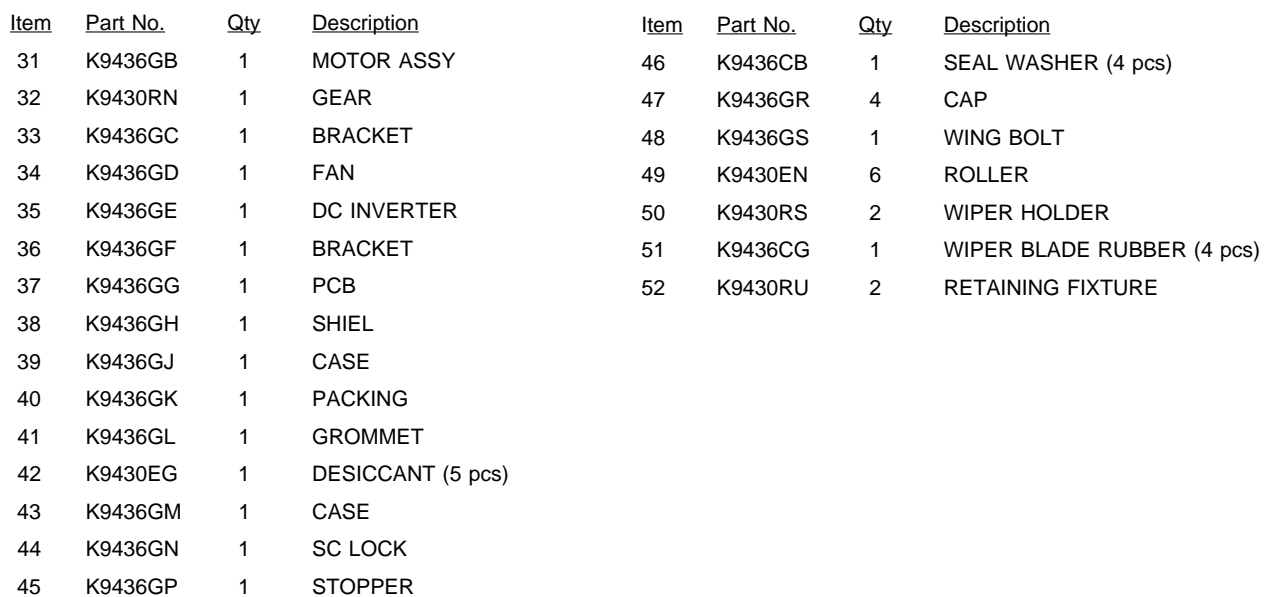 Item Part No. Qty Description
31 K9436GB 1 MOTOR ASSY
32 K9430RN 1 GEAR
33 K9436GC 1 BRACKET
34 K9436GD 1 FAN
35 K9436GE 1 DC INVERTER
36 K9436GF 1 BRACKET
37 K9436GG 1 PCB
38 K9436GH 1 SHIEL
39 K9436GJ 1 CASE
40 K9436GK 1 PACKING
41 K9436GL 1 GROMMET
42 K9430EG 1 DESICCANT (5 pcs)
43 K9436GM 1 CASE
44 K9436GN 1 SC LOCK
45 K9436GP 1 STOPPER
Item Part No. Qty Description
46 K9436CB 1 SEAL WASHER (4 pcs)
47 K9436GR 4 CAP
48 K9436GS 1 WING BOLT
49 K9430EN 6 ROLLER
50 K9430RS 2 WIPER HOLDER
51 K9436CG 1 WIPER BLADE RUBBER (4 pcs)
52 K9430RU 2 RETAINING FIXTURE